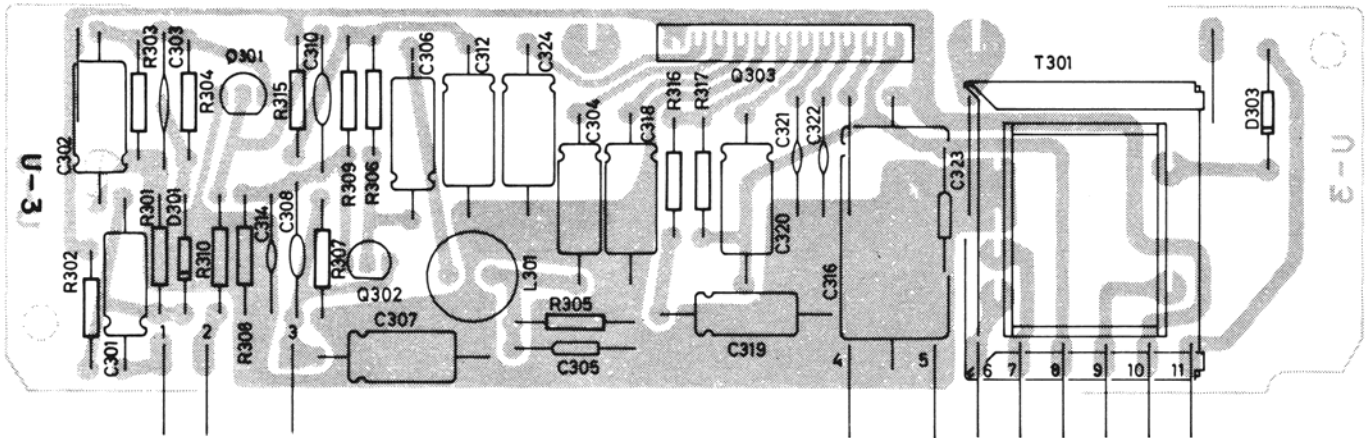 R303
C303
R304
Q301
R315
C310
R309
R306
C306
C312
C324
Q303
R316
R317
C304
C318
C321
C322
C323
T301
D303
C302
U-3
U-3
R301
D301
R310
R308
C314
C308
R307
Q302
L301
C320
C316
R302
C301
C307
R305
C305
C319
1
2
3
4
5
6
7
8
9
10
11